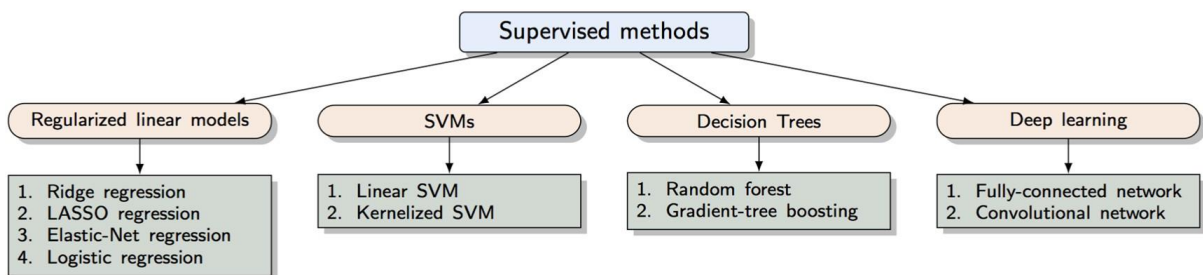 Supervised methods
Regularized linear models
SVMs
Decision Trees
Deep learning
1. Ridge regression
2. LASSO regression
3. Elastic-Net regression
4. Logistic regression
1. Linear SVM
2. Kernelized SVM
1. Random forest
2. Gradient-tree boosting
1. Fully-connected network
2. Convolutional network